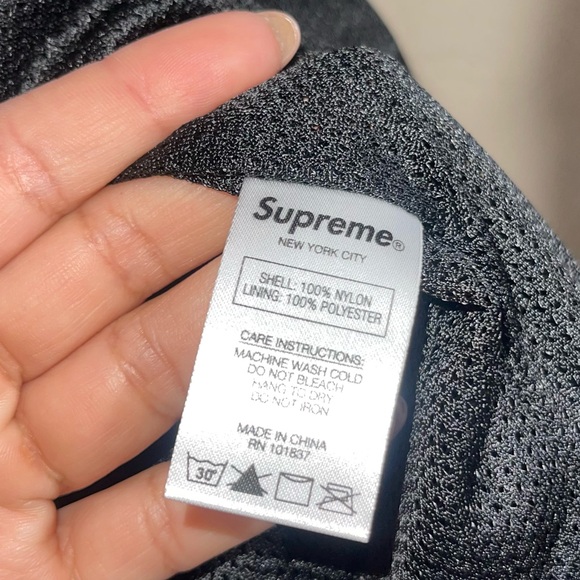 Supreme®
NEW YORK CITY
SHELL: 100% NYLON
LINING: 100% POLYESTER
CARE INSTRUCTIONS:
MACHINE WASH COLD
DO NOT BLEACH
HANG TO DRY
DO NOT IRON
MADE IN CHINA
RN 101837
30°